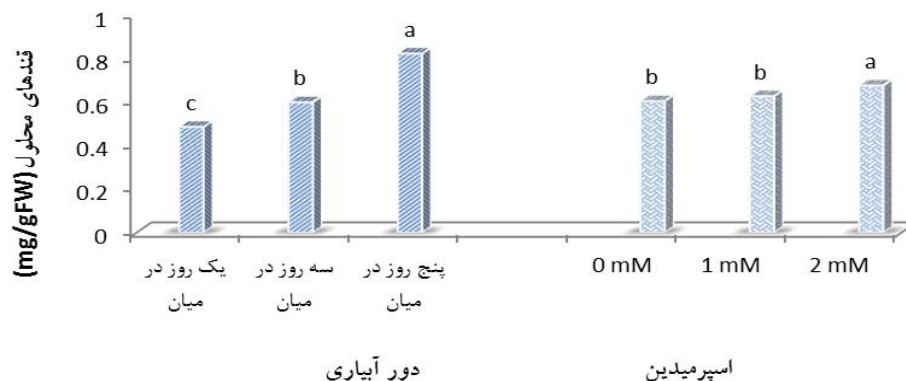 قندهای محلول (mg/gFW)
1
0.8
0.6
0.4
0.2
0
c
b
a
b
b
a
یک روز در
میان
سه روز در
میان
پنج روز در
میان
0 mM
1 mM
2 mM
دور آبیاری
اسپرمیدین